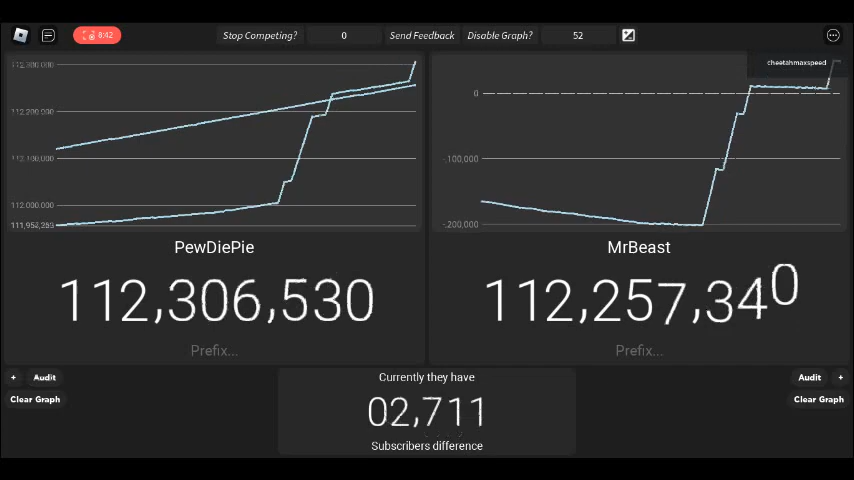 8:42
Stop Competing?
0
Send Feedback
Disable Graph?
52
cheetahmaxspeed
112,300,000
112,200,000
112,100,000
112,000,000
111,952,253
0
-,100,000
-,200,000
PewDiePie
MrBeast
112,306,530
112,257,340
Prefix...
Prefix...
+
Audit
Clear Graph
Currently they have
02,711
Subscribers difference
Audit
+
Clear Graph